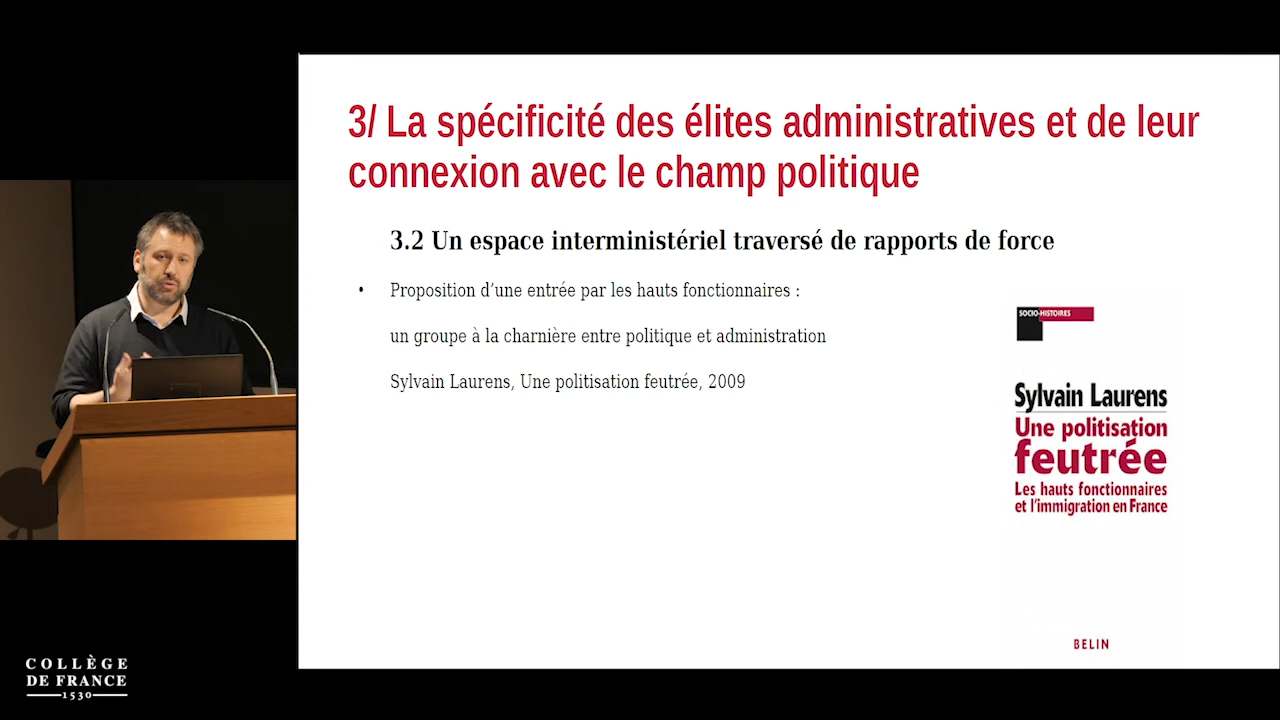 3/ La spécificité des élites administratives et de leur
connexion avec le champ politique
3.2 Un espace interministériel traversé de rapports de force
• Proposition d’une entrée par les hauts fonctionnaires :
un groupe à la charnière entre politique et administration
Sylvain Laurens, Une politisation feutrée, 2009
SOCIO-HISTOIRES
Sylvain Laurens
Une politisation
feutrée
Les hauts fonctionnaires
et l’immigration en France
BELIN
COLLÈGE
DE FRANCE
1530